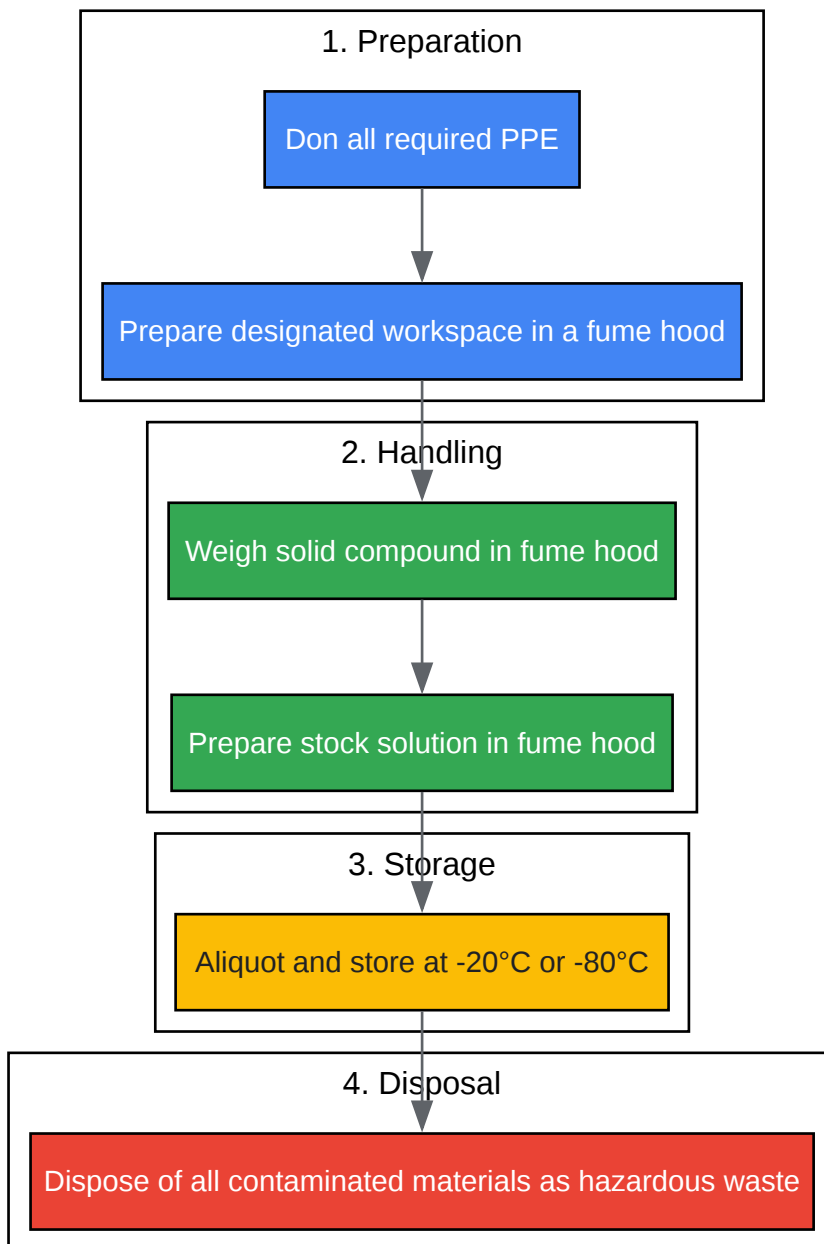 1. Preparation
Don all required PPE
Prepare designated workspace in a fume hood
2. Handling
Weigh solid compound in fume hood
Prepare stock solution in fume hood
3. Storage
Aliquot and store at -20°C or -80°C
4. Disposal
Dispose of all contaminated materials as hazardous waste